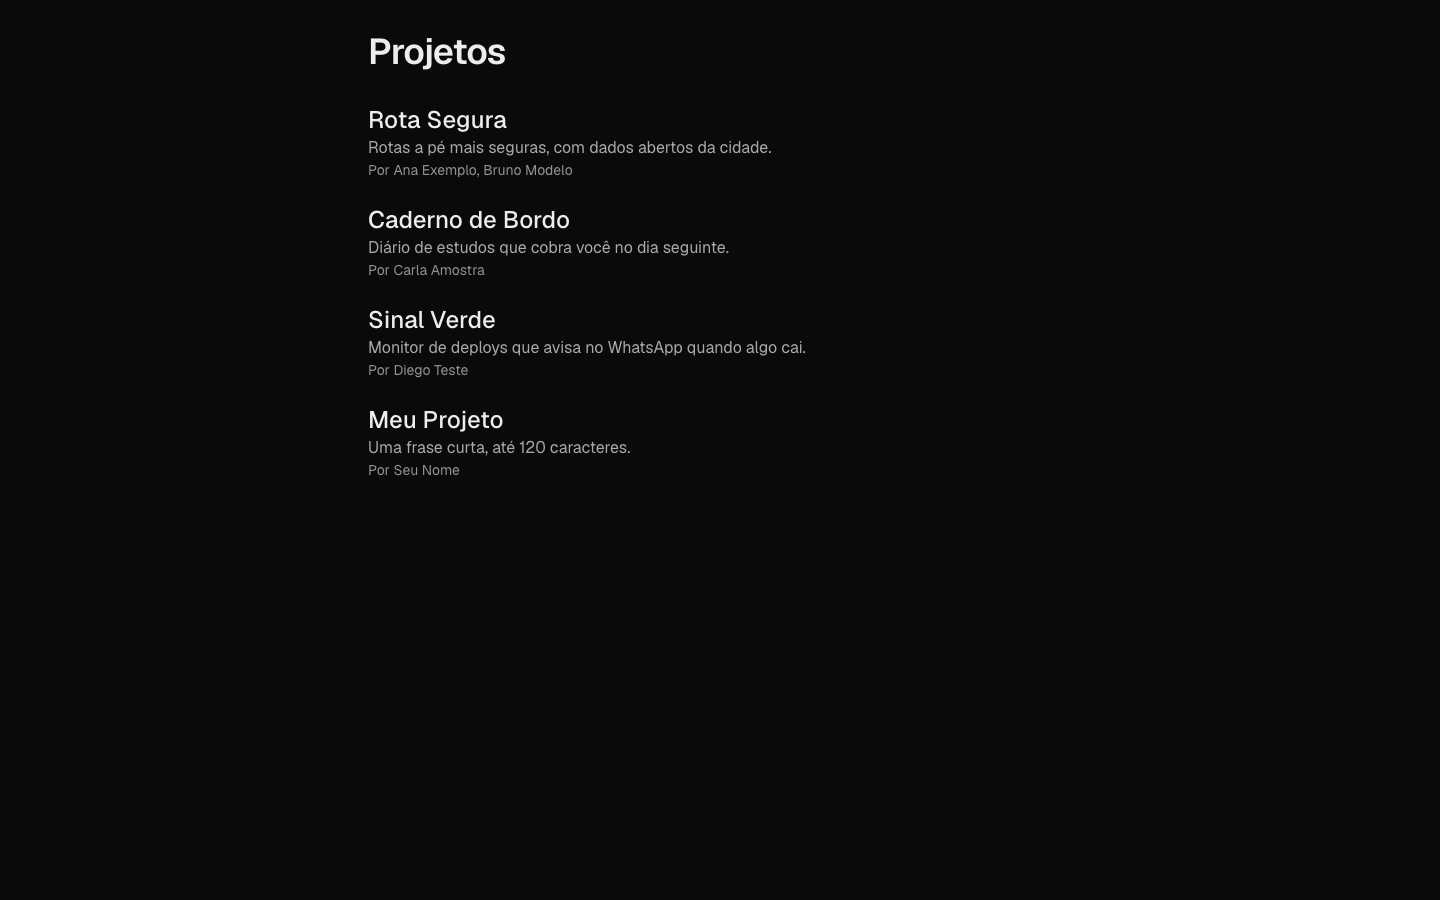 Projetos
Rota Segura
Rotas a pé mais seguras, com dados abertos da cidade.
Por Ana Exemplo, Bruno Modelo
Caderno de Bordo
Diário de estudos que cobra você no dia seguinte.
Por Carla Amostra
Sinal Verde
Monitor de deploys que avisa no WhatsApp quando algo cai.
Por Diego Teste
Meu Projeto
Uma frase curta, até 120 caracteres.
Por Seu Nome